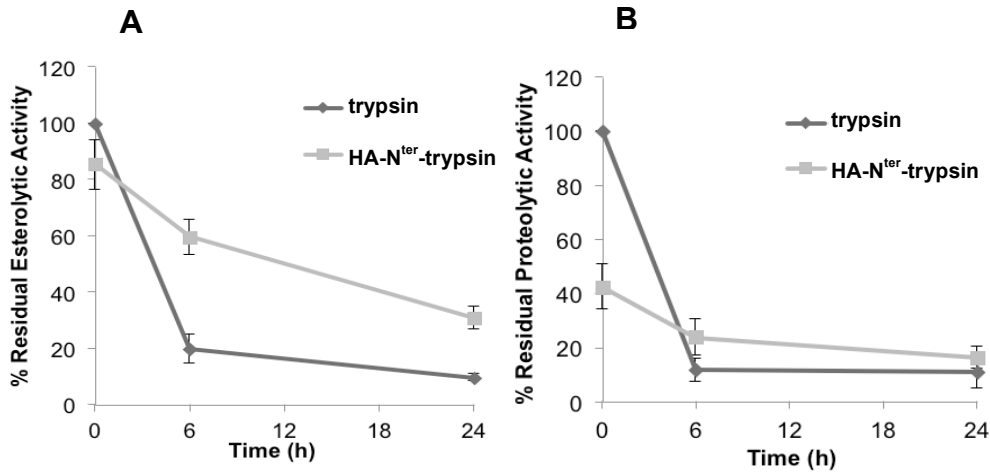 A
% Residual Esterolytic Activity
120
100
80
60
40
20
0
0 6 12 18 24
Time (h)
trypsin
HA-Nter-trypsin
B
% Residual Proteolytic Activity
120
100
80
60
40
20
0
0 6 12 18 24
Time (h)
trypsin
HA-Nter-trypsin